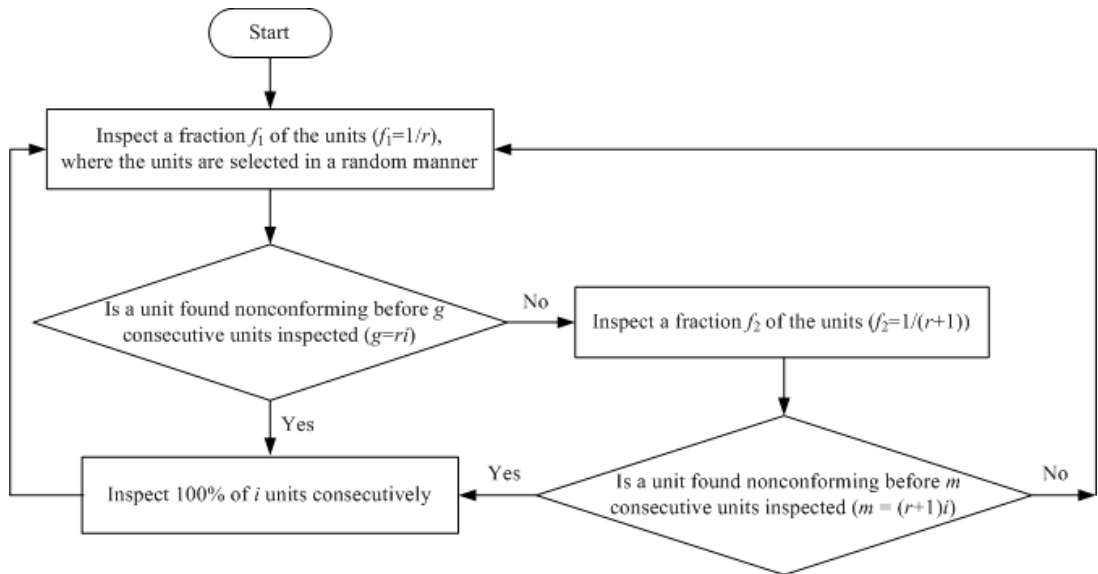 Start
Inspect a fraction f1 of the units (f1=1/r),
where the units are selected in a random manner
Is a unit found nonconforming before g
consecutive units inspected (g=ri)
No
Inspect a fraction f2 of the units (f2=1/(r+1))
Yes
Inspect 100% of i units consecutively
Yes
Is a unit found nonconforming before m
consecutive units inspected (m = (r+1)i)
No